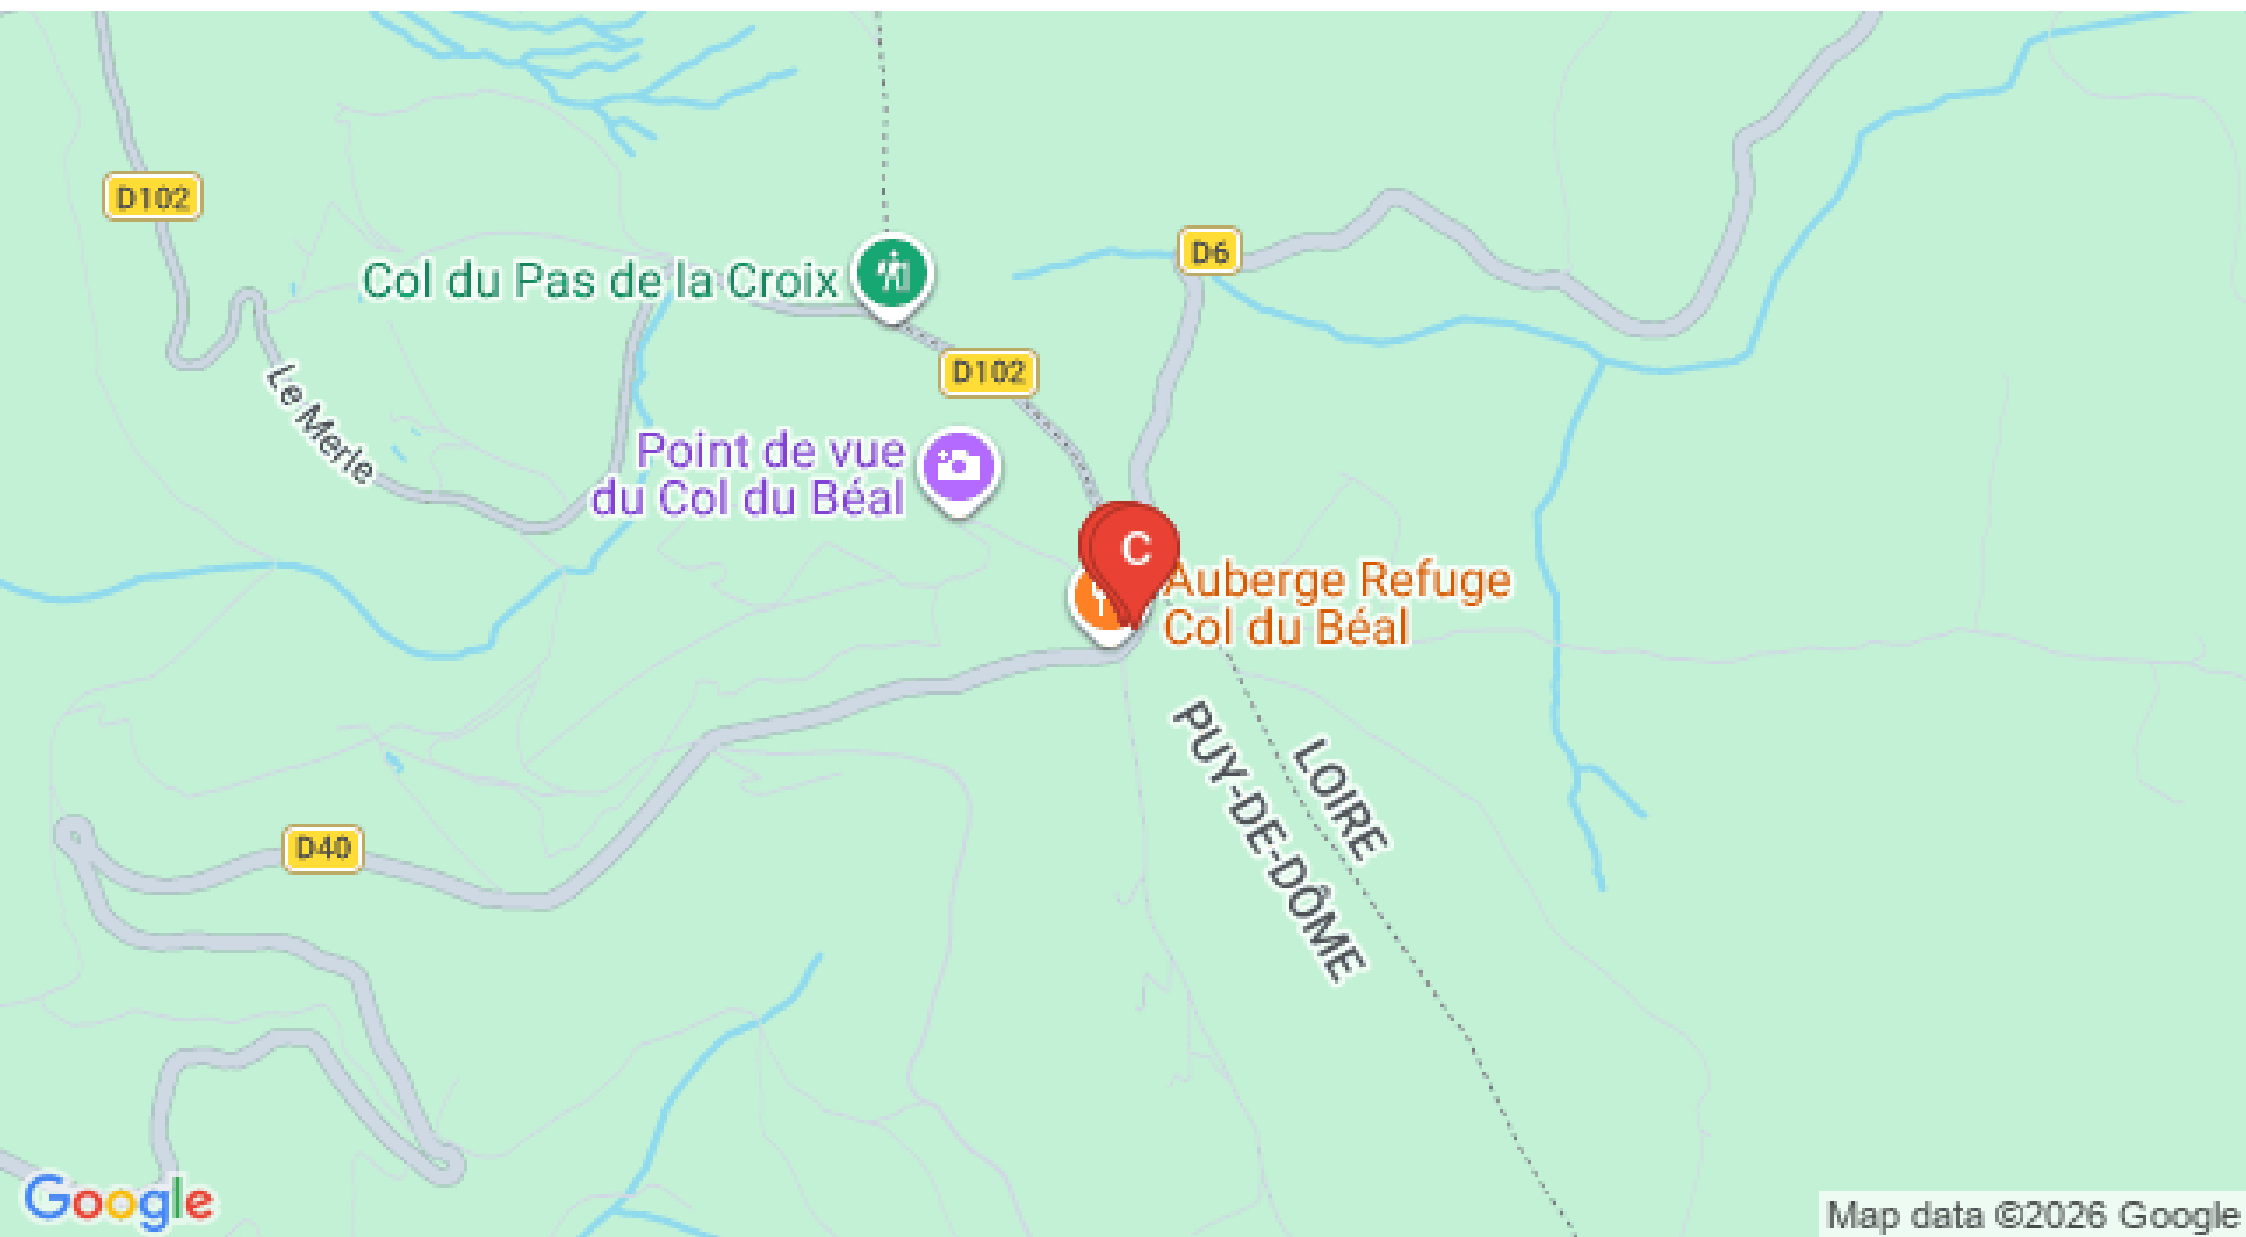 D102
D6
Col du Pas de la Croix
D102
Le Merle
Point de vue
du Col du Béal
C
Auberge Refuge
Col du Béal
PUY-DE-DÔME
LOIRE
D40
Google
Map data ©2026 Google